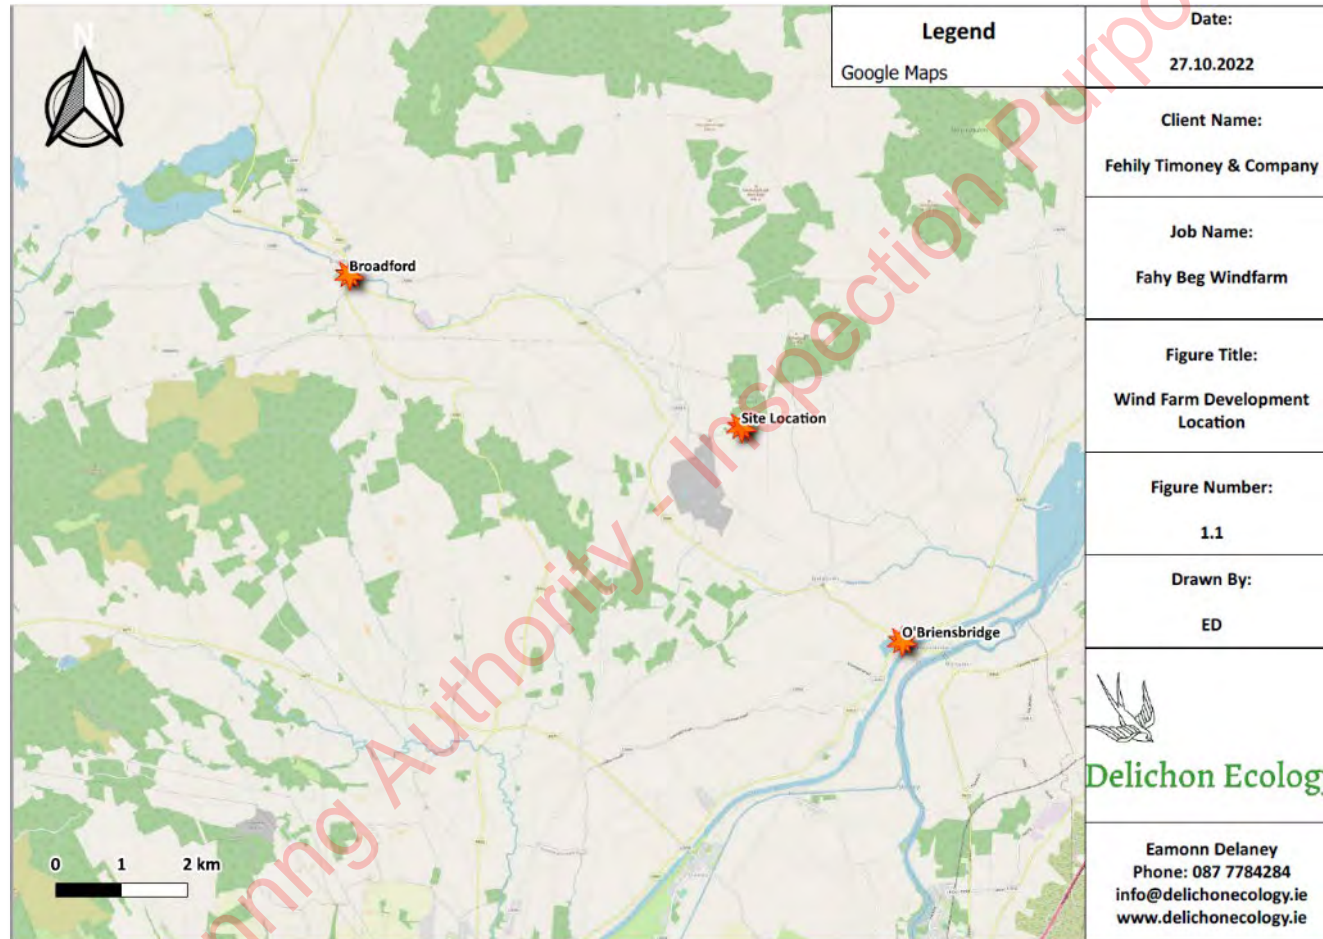 N
Legend
Google Maps
Date:
27.10.2022
Client Name:
Fehily Timoney & Company
Job Name:
Fahy Beg Windfarm
Figure Title:
Wind Farm Development
Location
Figure Number:
1.1
Drawn By:
ED
Delichon Ecology
Eamonn Delaney
Phone: 087 7784284
info@delichonecology.ie
www.delichonecology.ie
Broadford
Site Location
O'Briensbridge
0 1 2 km
nning Authority - Inspection Purpo